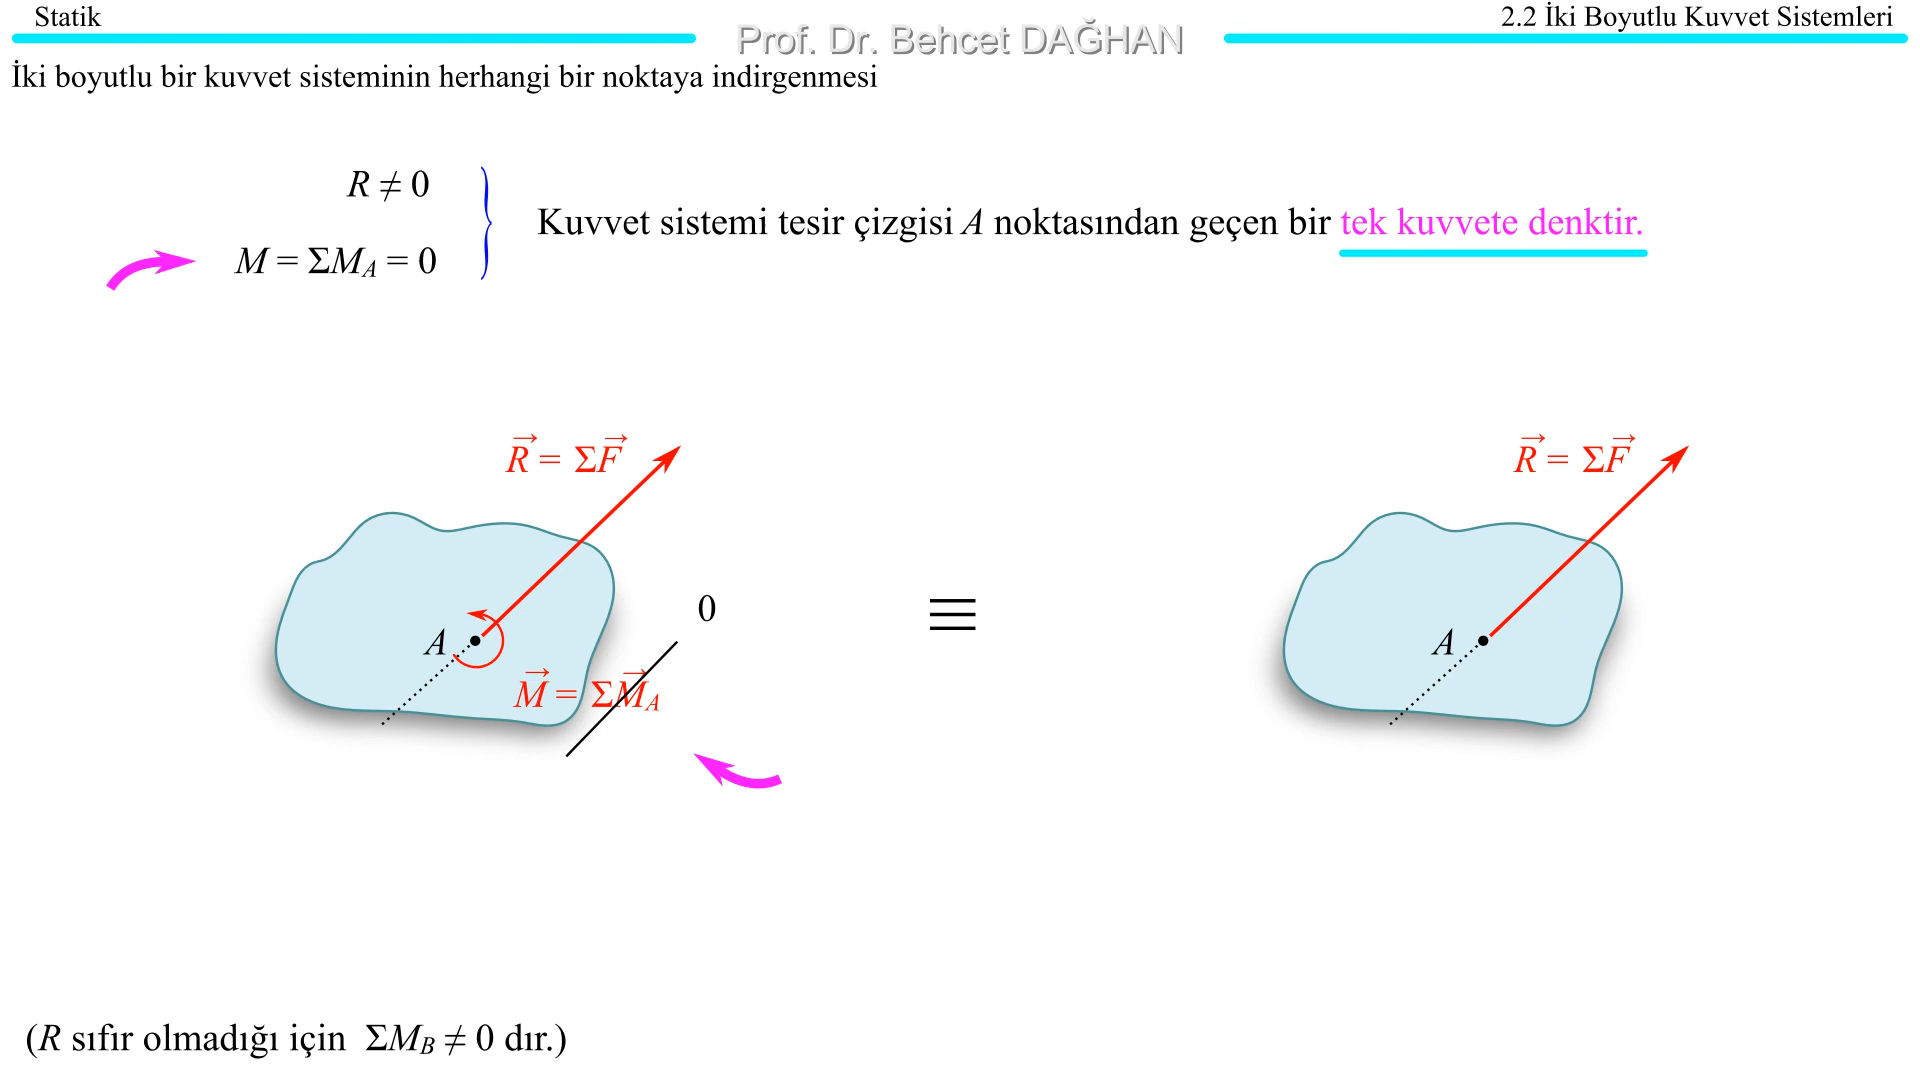 Statik
Prof. Dr. Behcet DAĞHAN
2.2 İki Boyutlu Kuvvet Sistemleri
İki boyutlu bir kuvvet sisteminin herhangi bir noktaya indirgenmesi
R ≠ 0
M = ΣM_A = 0
Kuvvet sistemi tesir çizgisi A noktasından geçen bir tek kuvvete denktir.
R⃗ = ΣF⃗
0
A
M⃗ = ΣM⃗_A
≡
R⃗ = ΣF⃗
A
(R sıfır olmadığı için ΣM_B ≠ 0 dır.)